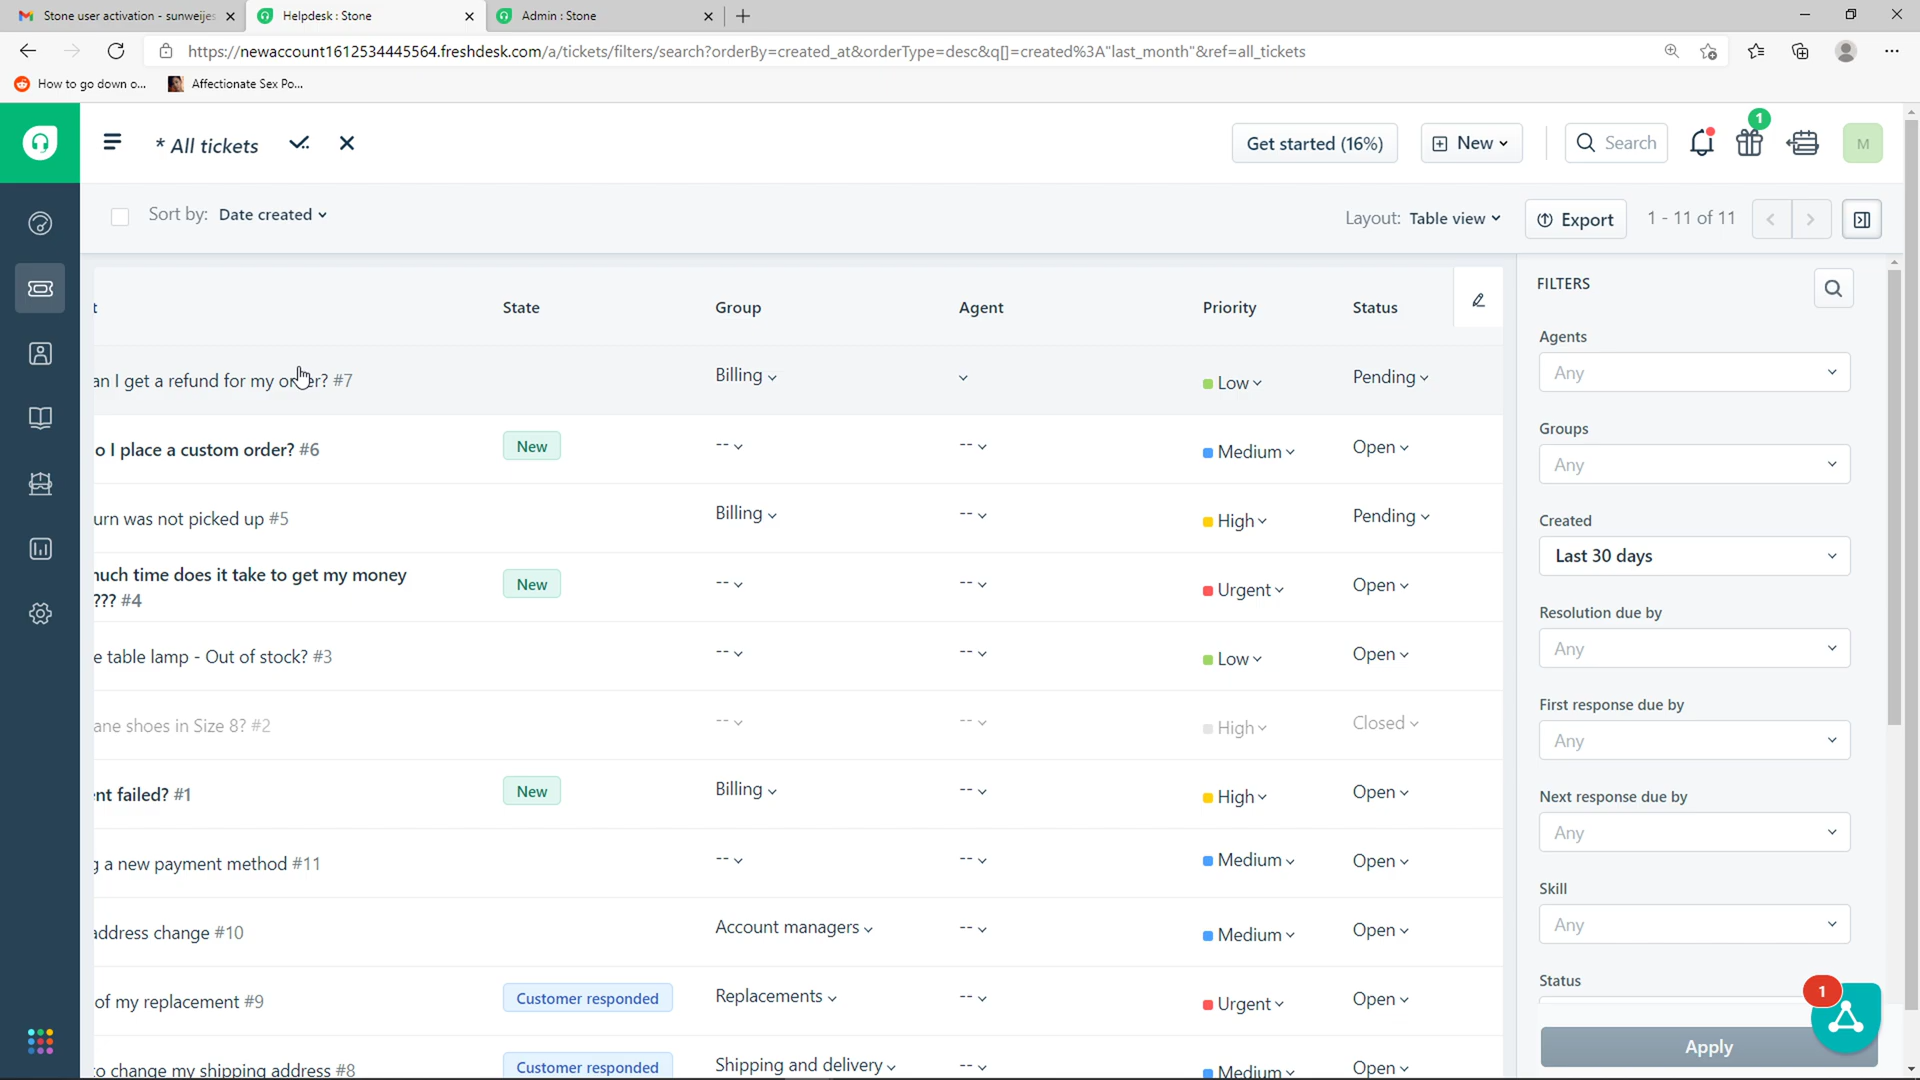 Stone user activation - sunweijes
Helpdesk : Stone
Admin : Stone
https://newaccount1612534445564.freshdesk.com/a/tickets/filters/search?orderBy=created_at&orderType=desc&q[]=created%3A"last_month"&ref=all_tickets
How to go down o...
Affectionate Sex Po...
* All tickets
Get started (16%)
New
Search
1
M
Sort by: Date created
Layout: Table view
Export
1 - 11 of 11
t
State
Group
Agent
Priority
Status
an I get a refund for my order? #7
Billing
Low
Pending
o I place a custom order? #6
New
--
--
Medium
Open
urn was not picked up #5
Billing
--
High
Pending
nuch time does it take to get my money
??? #4
New
--
--
Urgent
Open
e table lamp - Out of stock? #3
--
--
Low
Open
ane shoes in Size 8? #2
--
--
High
Closed
ent failed? #1
New
Billing
--
High
Open
g a new payment method #11
--
--
Medium
Open
address change #10
Account managers
--
Medium
Open
of my replacement #9
Customer responded
Replacements
--
Urgent
Open
to change my shipping address #8
Customer responded
Shipping and delivery
--
Medium
Open
FILTERS
Agents
Any
Groups
Any
Created
Last 30 days
Resolution due by
Any
First response due by
Any
Next response due by
Any
Skill
Any
Status
1
Apply